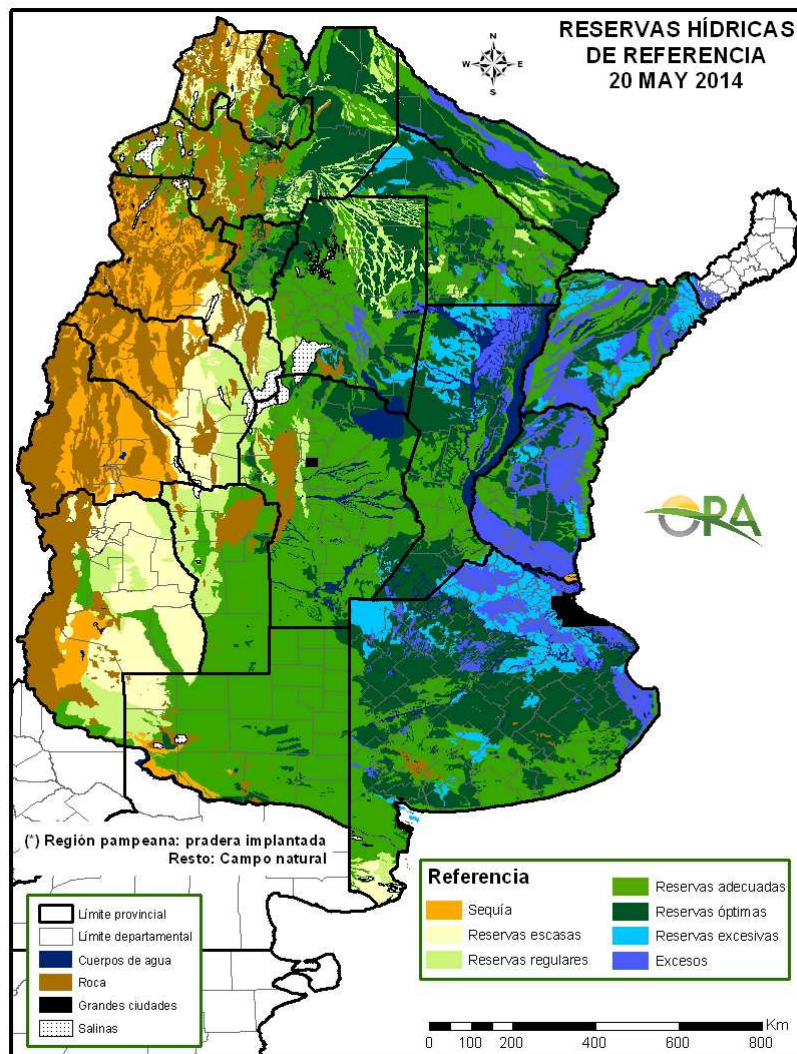 RESERVAS HÍDRICAS
DE REFERENCIA
20 MAY 2014
N
W
E
S
OPA
(*) Región pampeana: pradera implantada
Resto: Campo natural
Límite provincial
Límite departamental
Cuerpos de agua
Roca
Grandes ciudades
Salinas
Referencia
Sequía
Reservas escasas
Reservas regulares
Reservas adecuadas
Reservas óptimas
Reservas excesivas
Excesos
Km
0 100 200 400 600 800